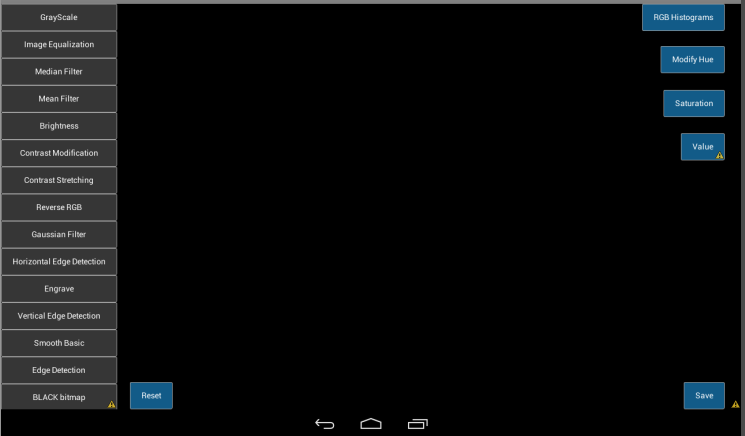 GrayScale
Image Equalization
Median Filter
Mean Filter
Brightness
Contrast Modification
Contrast Stretching
Reverse RGB
Gaussian Filter
Horizontal Edge Detection
Engrave
Vertical Edge Detection
Smooth Basic
Edge Detection
BLACK bitmap
Reset
RGB Histograms
Modify Hue
Saturation
Value
Save